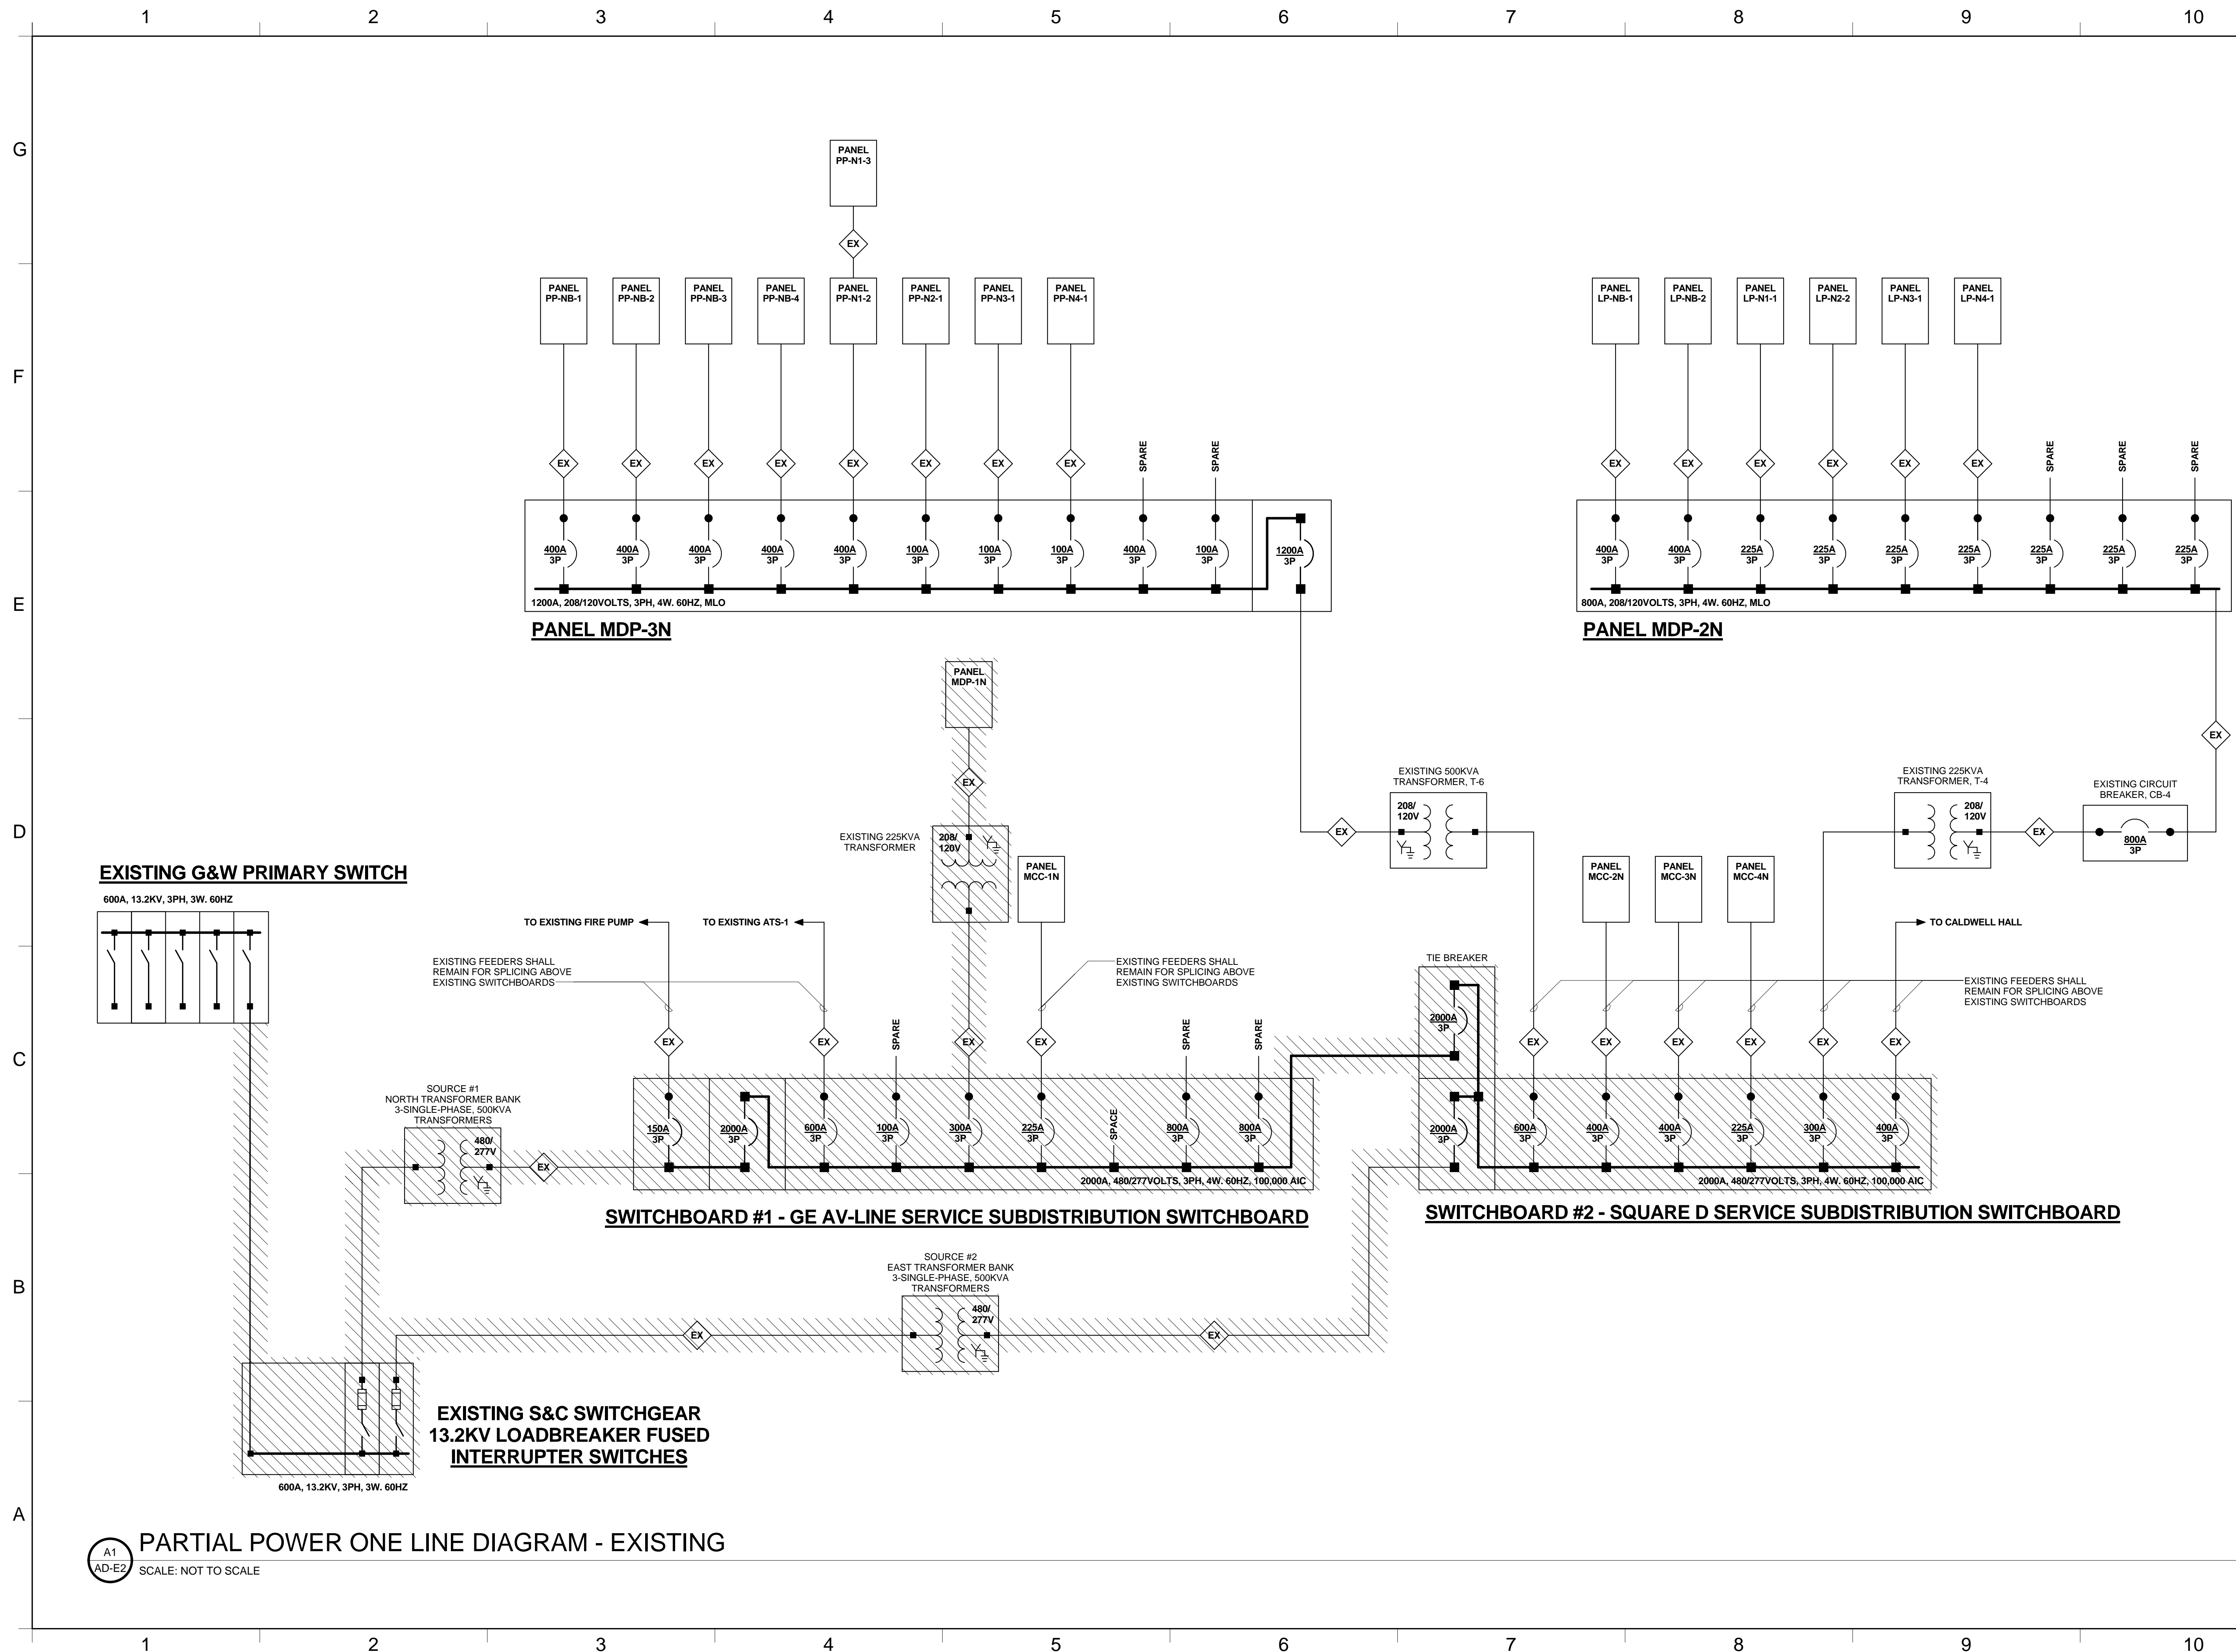 1 2 3 4 5 6 7 8 9 10
G
PANEL
PP-N1-3
EX
PANEL
PP-NB-1
PANEL
PP-NB-2
PANEL
PP-NB-3
PANEL
PP-NB-4
PANEL
PP-N1-2
PANEL
PP-N2-1
PANEL
PP-N3-1
PANEL
PP-N4-1
PANEL
LP-NB-1
PANEL
LP-NB-2
PANEL
LP-N1-1
PANEL
LP-N2-2
PANEL
LP-N3-1
PANEL
LP-N4-1
F
EX EX EX EX EX EX EX EX SPARE SPARE
EX EX EX EX EX EX SPARE SPARE SPARE
400A
3P
400A
3P
400A
3P
400A
3P
400A
3P
100A
3P
100A
3P
100A
3P
400A
3P
100A
3P
1200A
3P
1200A, 208/120VOLTS, 3PH, 4W. 60HZ, MLO
PANEL MDP-3N
400A
3P
400A
3P
225A
3P
225A
3P
225A
3P
225A
3P
225A
3P
225A
3P
225A
3P
800A, 208/120VOLTS, 3PH, 4W. 60HZ, MLO
PANEL MDP-2N
E
PANEL
MDP-1N
EX
EX
EXISTING 500KVA
TRANSFORMER, T-6
208/
120V
EX
EXISTING 225KVA
TRANSFORMER, T-4
208/
120V
EX
EXISTING CIRCUIT
BREAKER, CB-4
800A
3P
D
EXISTING 225KVA
TRANSFORMER
208/
120V
PANEL
MCC-1N
PANEL
MCC-2N
PANEL
MCC-3N
PANEL
MCC-4N
EXISTING G&W PRIMARY SWITCH
600A, 13.2KV, 3PH, 3W. 60HZ
TO EXISTING FIRE PUMP
TO EXISTING ATS-1
TO CALDWELL HALL
EXISTING FEEDERS SHALL
REMAIN FOR SPLICING ABOVE
EXISTING SWITCHBOARDS
EXISTING FEEDERS SHALL
REMAIN FOR SPLICING ABOVE
EXISTING SWITCHBOARDS
TIE BREAKER
EXISTING FEEDERS SHALL
REMAIN FOR SPLICING ABOVE
EXISTING SWITCHBOARDS
2000A
3P
EX EX SPARE EX EX SPARE SPARE
EX EX EX EX EX EX
C
SOURCE #1
NORTH TRANSFORMER BANK
3-SINGLE-PHASE, 500KVA
TRANSFORMERS
480/
277V
EX
150A
3P
2000A
3P
600A
3P
100A
3P
300A
3P
225A
3P
SPACE
800A
3P
800A
3P
2000A, 480/277VOLTS, 3PH, 4W. 60HZ, 100,000 AIC
SWITCHBOARD #1 - GE AV-LINE SERVICE SUBDISTRIBUTION SWITCHBOARD
2000A
3P
600A
3P
400A
3P
400A
3P
225A
3P
300A
3P
400A
3P
2000A, 480/277VOLTS, 3PH, 4W. 60HZ, 100,000 AIC
SWITCHBOARD #2 - SQUARE D SERVICE SUBDISTRIBUTION SWITCHBOARD
SOURCE #2
EAST TRANSFORMER BANK
3-SINGLE-PHASE, 500KVA
TRANSFORMERS
480/
277V
EX
EX
B
EXISTING S&C SWITCHGEAR
13.2KV LOADBREAKER FUSED
INTERRUPTER SWITCHES
600A, 13.2KV, 3PH, 3W. 60HZ
A
A1
AD-E2
PARTIAL POWER ONE LINE DIAGRAM - EXISTING
SCALE: NOT TO SCALE
1 2 3 4 5 6 7 8 9 10